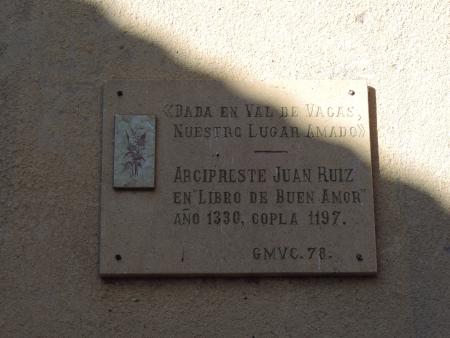 «DADA EN VAL DE VACAS,
NUESTRO LUGAR AMADO»
ARCIPRESTE JUAN RUIZ
EN "LIBRO DE BUEN AMOR"
AÑO 1330, COPLA 1197.
GMVC. 78.